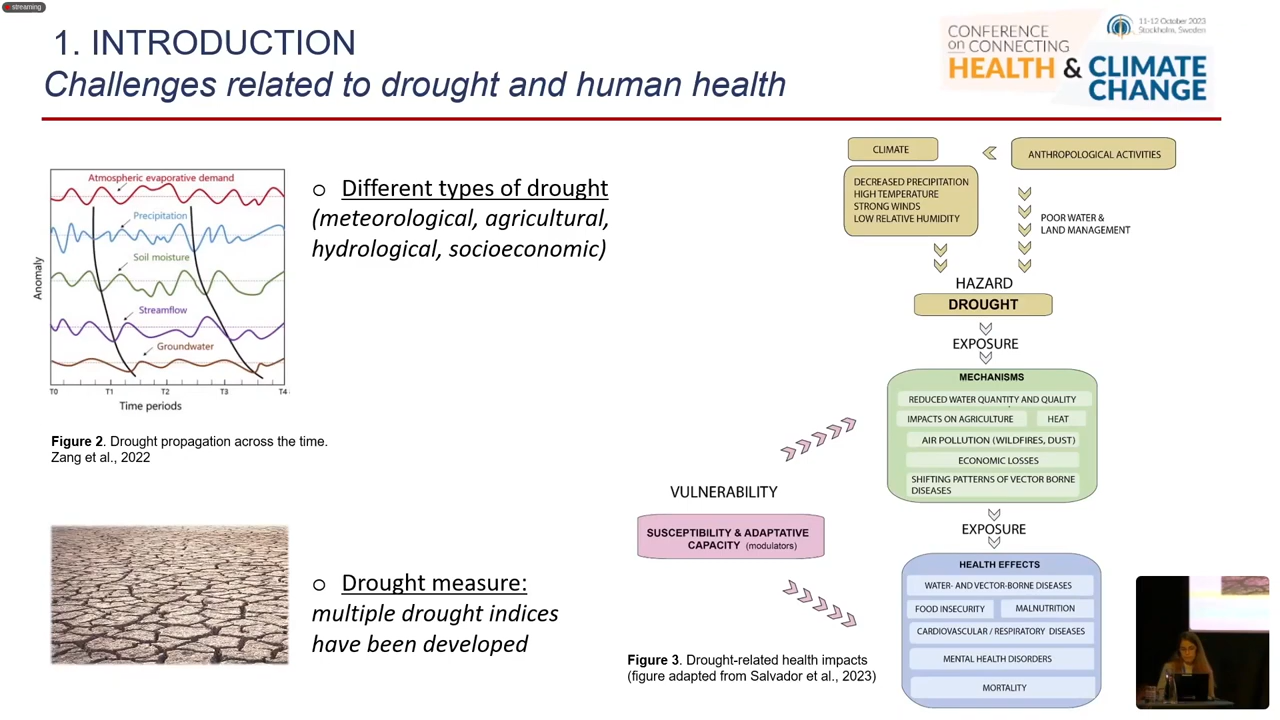 streaming
1. INTRODUCTION
Challenges related to drought and human health
CONFERENCE
on CONNECTING
HEALTH & CLIMATE
CHANGE
11-12 October 2023
Stockholm, Sweden
Atmospheric evaporative demand
Precipitation
Soil moisture
Streamflow
Groundwater
Anomaly
T0 T1 T2 T3 T4
Time periods
Figure 2. Drought propagation across the time.
Zang et al., 2022
o Different types of drought
(meteorological, agricultural,
hydrological, socioeconomic)
o Drought measure:
multiple drought indices
have been developed
CLIMATE
ANTHROPOLOGICAL ACTIVITIES
DECREASED PRECIPITATION
HIGH TEMPERATURE
STRONG WINDS
LOW RELATIVE HUMIDITY
POOR WATER &
LAND MANAGEMENT
HAZARD
DROUGHT
EXPOSURE
MECHANISMS
REDUCED WATER QUANTITY AND QUALITY
IMPACTS ON AGRICULTURE
HEAT
AIR POLLUTION (WILDFIRES, DUST)
ECONOMIC LOSSES
SHIFTING PATTERNS OF VECTOR BORNE
DISEASES
VULNERABILITY
SUSCEPTIBILITY & ADAPTATIVE
CAPACITY (modulators)
EXPOSURE
HEALTH EFFECTS
WATER- AND VECTOR-BORNE DISEASES
FOOD INSECURITY
MALNUTRITION
CARDIOVASCULAR / RESPIRATORY DISEASES
MENTAL HEALTH DISORDERS
MORTALITY
Figure 3. Drought-related health impacts
(figure adapted from Salvador et al., 2023)